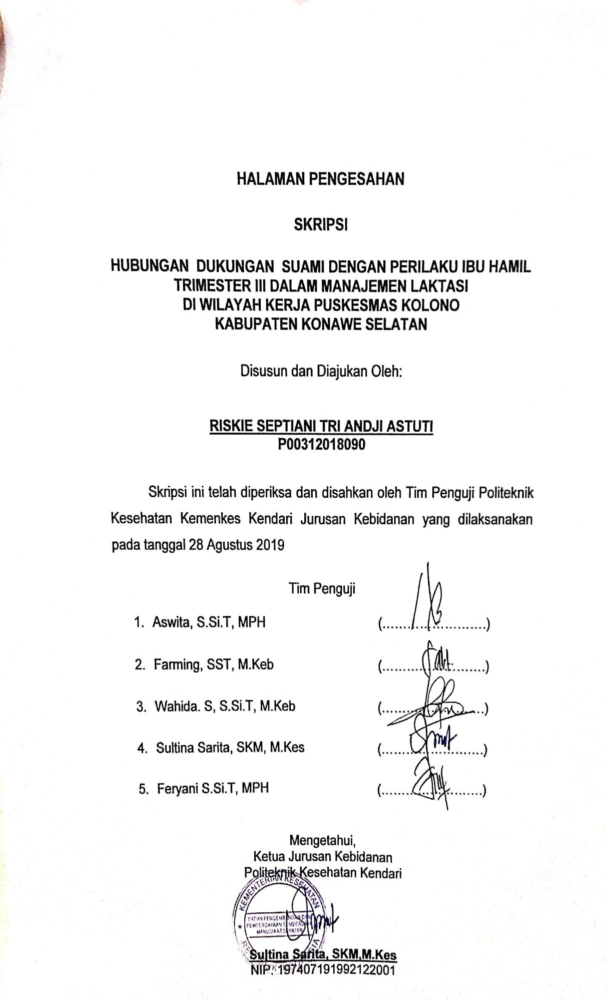 HALAMAN PENGESAHAN
SKRIPSI
HUBUNGAN DUKUNGAN SUAMI DENGAN PERILAKU IBU HAMIL
TRIMESTER III DALAM MANAJEMEN LAKTASI
DI WILAYAH KERJA PUSKESMAS KOLONO
KABUPATEN KONAWE SELATAN
Disusun dan Diajukan Oleh:
RISKIE SEPTIANI TRI ANDJI ASTUTI
P00312018090
Skripsi ini telah diperiksa dan disahkan oleh Tim Penguji Politeknik
Kesehatan Kemenkes Kendari Jurusan Kebidanan yang dilaksanakan
pada tanggal 28 Agustus 2019
Tim Penguji
1. Aswita, S.Si.T, MPH (..........................)
2. Farming, SST, M.Keb (..........................)
3. Wahida. S, S.Si.T, M.Keb (..........................)
4. Sultina Sarita, SKM, M.Kes (..........................)
5. Feryani S.Si.T, MPH (..........................)
Mengetahui,
Ketua Jurusan Kebidanan
Politeknik Kesehatan Kendari
KEMENTERIAN KESEHATAN
BADAN PENGEMBANGAN DAN
PEMBERDAYAAN SUMBERDAYA
MANUSIA KESEHATAN
Sultina Sarita, SKM,M.Kes
NIP. 197407191992122001